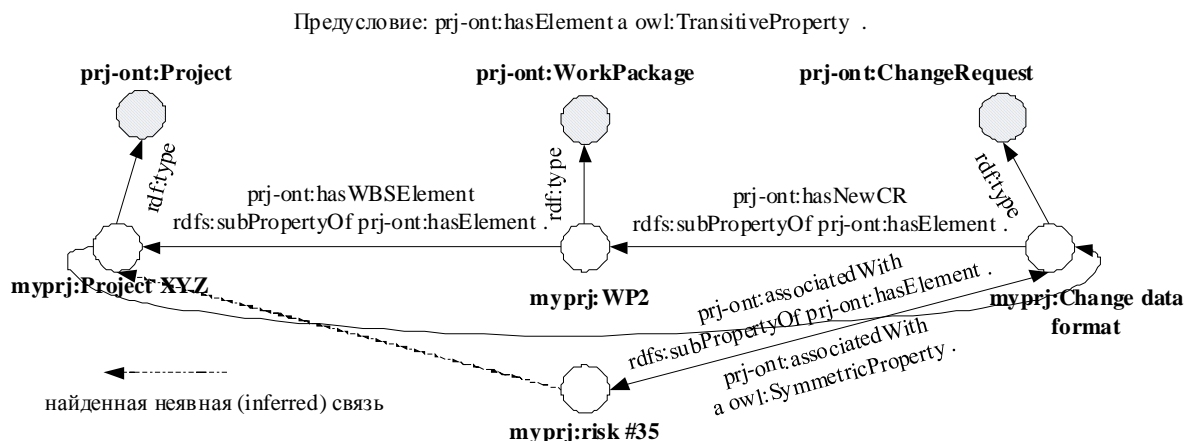 Предусловие: prj-ont:hasElement a owl:TransitiveProperty .
prj-ont:Project
prj-ont:WorkPackage
prj-ont:ChangeRequest
rdf:type
rdf:type
rdf:type
prj-ont:hasWBSElement
rdfs:subPropertyOf prj-ont:hasElement .
prj-ont:hasNewCR
rdfs:subPropertyOf prj-ont:hasElement .
myprj:Project XYZ
myprj:WP2
myprj:Change data
format
prj-ont:associatedWith
rdfs:subPropertyOf prj-ont:hasElement .
prj-ont:associatedWith
a owl:SymmetricProperty .
найденная неявная (inferred) связь
myprj:risk #35